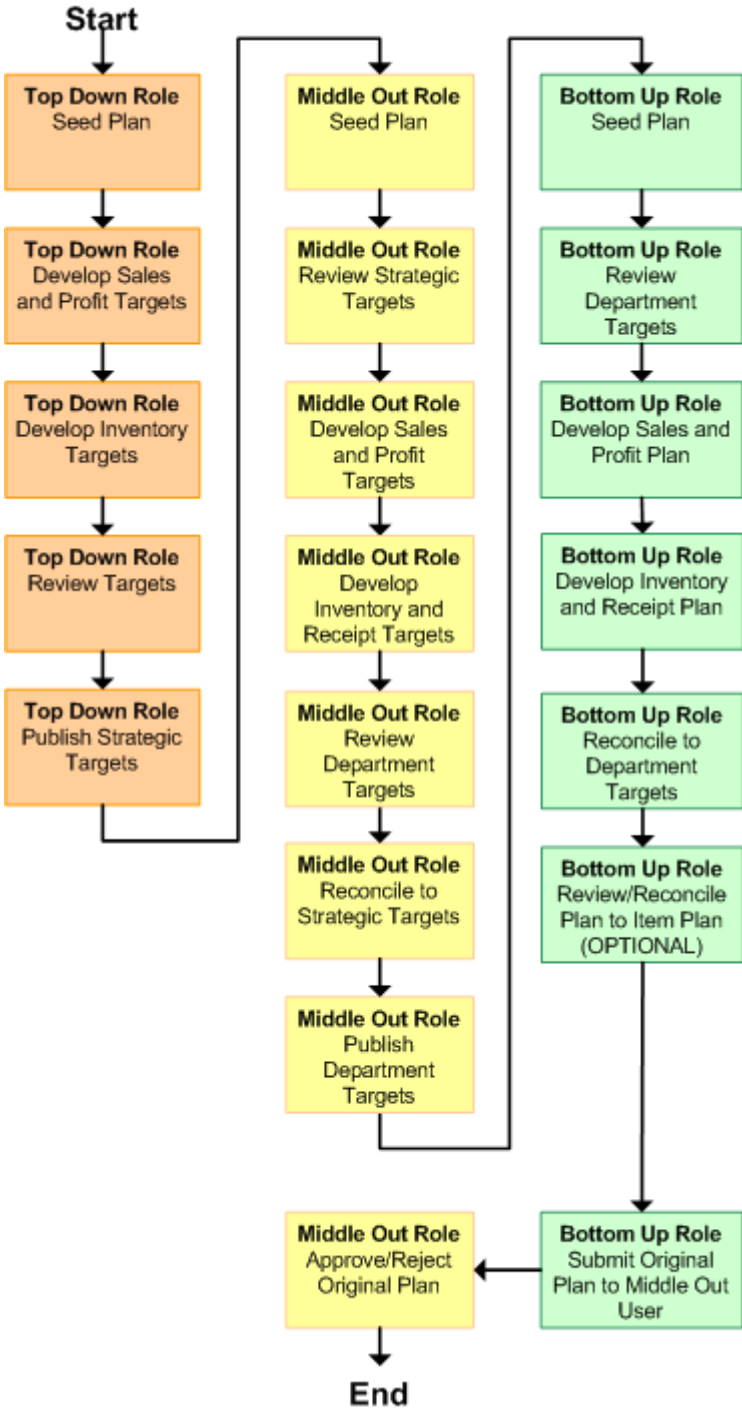 Start
Top Down Role
Seed Plan
Top Down Role
Develop Sales
and Profit Targets
Top Down Role
Develop Inventory
Targets
Top Down Role
Review Targets
Top Down Role
Publish Strategic
Targets
Middle Out Role
Seed Plan
Middle Out Role
Review Strategic
Targets
Middle Out Role
Develop Sales
and Profit
Targets
Middle Out Role
Develop
Inventory and
Receipt Targets
Middle Out Role
Review
Department
Targets
Middle Out Role
Reconcile to
Strategic Targets
Middle Out Role
Publish
Department
Targets
Bottom Up Role
Seed Plan
Bottom Up Role
Review
Department
Targets
Bottom Up Role
Develop Sales and
Profit Plan
Bottom Up Role
Develop Inventory
and Receipt Plan
Bottom Up Role
Reconcile to
Department
Targets
Bottom Up Role
Review/Reconcile
Plan to Item Plan
(OPTIONAL)
Bottom Up Role
Submit Original
Plan to Middle Out
User
Middle Out Role
Approve/Reject
Original Plan
End